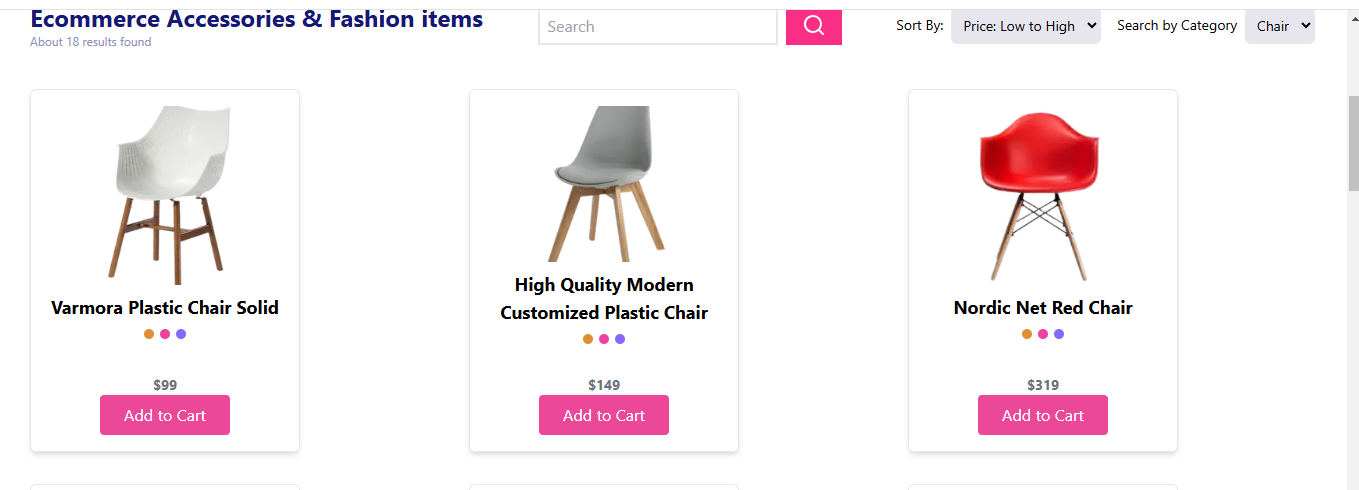 Ecommerce Accessories & Fashion items
About 18 results found
Search
Sort By:
Price: Low to High
Search by Category
Chair
Varmora Plastic Chair Solid
$99
Add to Cart
High Quality Modern
Customized Plastic Chair
$149
Add to Cart
Nordic Net Red Chair
$319
Add to Cart